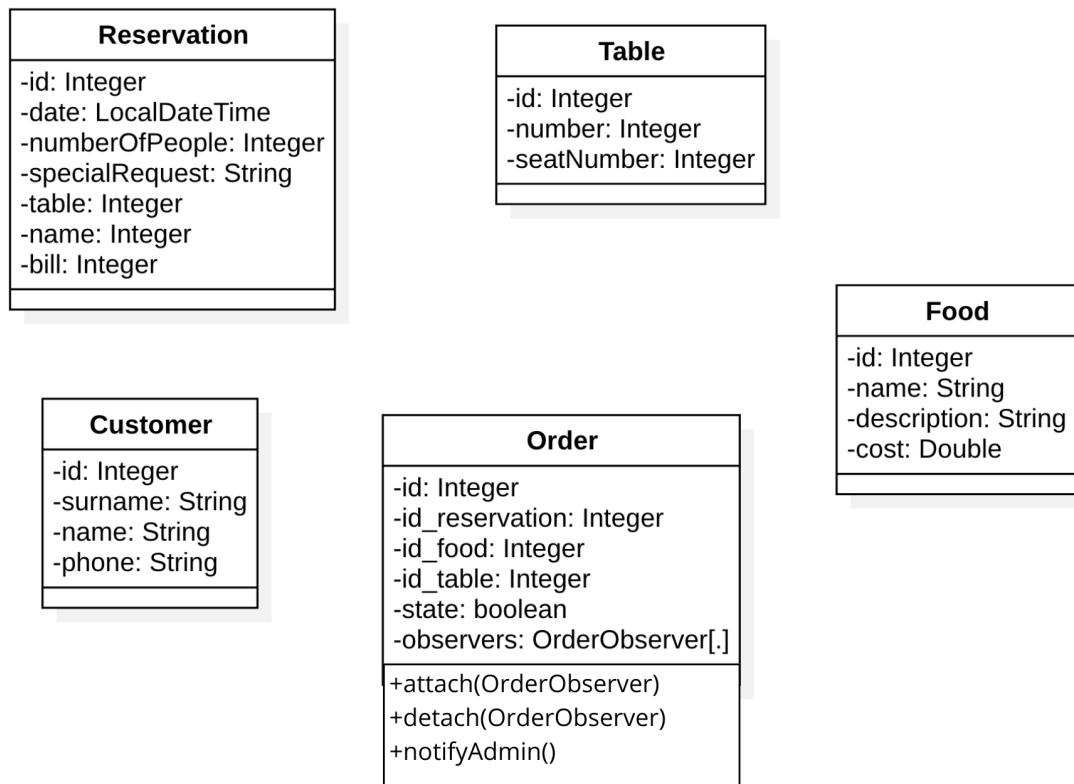 Reservation
-id: Integer
-date: LocalDateTime
-numberOfPeople: Integer
-specialRequest: String
-table: Integer
-name: Integer
-bill: Integer
Table
-id: Integer
-number: Integer
-seatNumber: Integer
Food
-id: Integer
-name: String
-description: String
-cost: Double
Customer
-id: Integer
-surname: String
-name: String
-phone: String
Order
-id: Integer
-id_reservation: Integer
-id_food: Integer
-id_table: Integer
-state: boolean
-observers: OrderObserver[.]
+attach(OrderObserver)
+detach(OrderObserver)
+notifyAdmin()